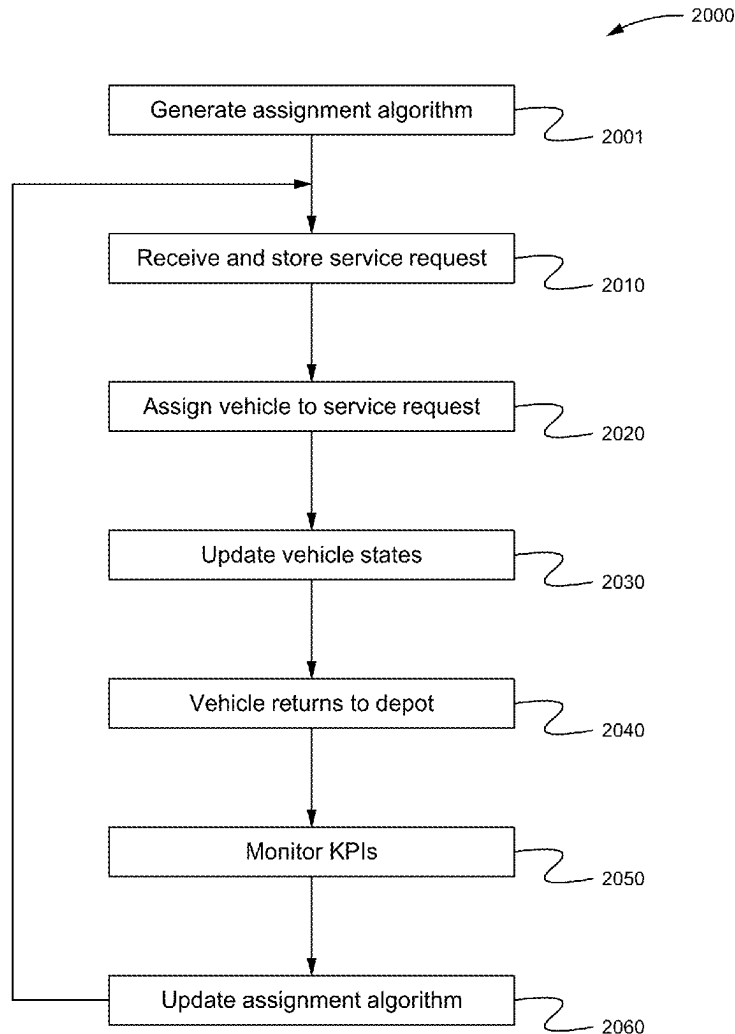 2000
Generate assignment algorithm
2001
Receive and store service request
2010
Assign vehicle to service request
2020
Update vehicle states
2030
Vehicle returns to depot
2040
Monitor KPIs
2050
Update assignment algorithm
2060